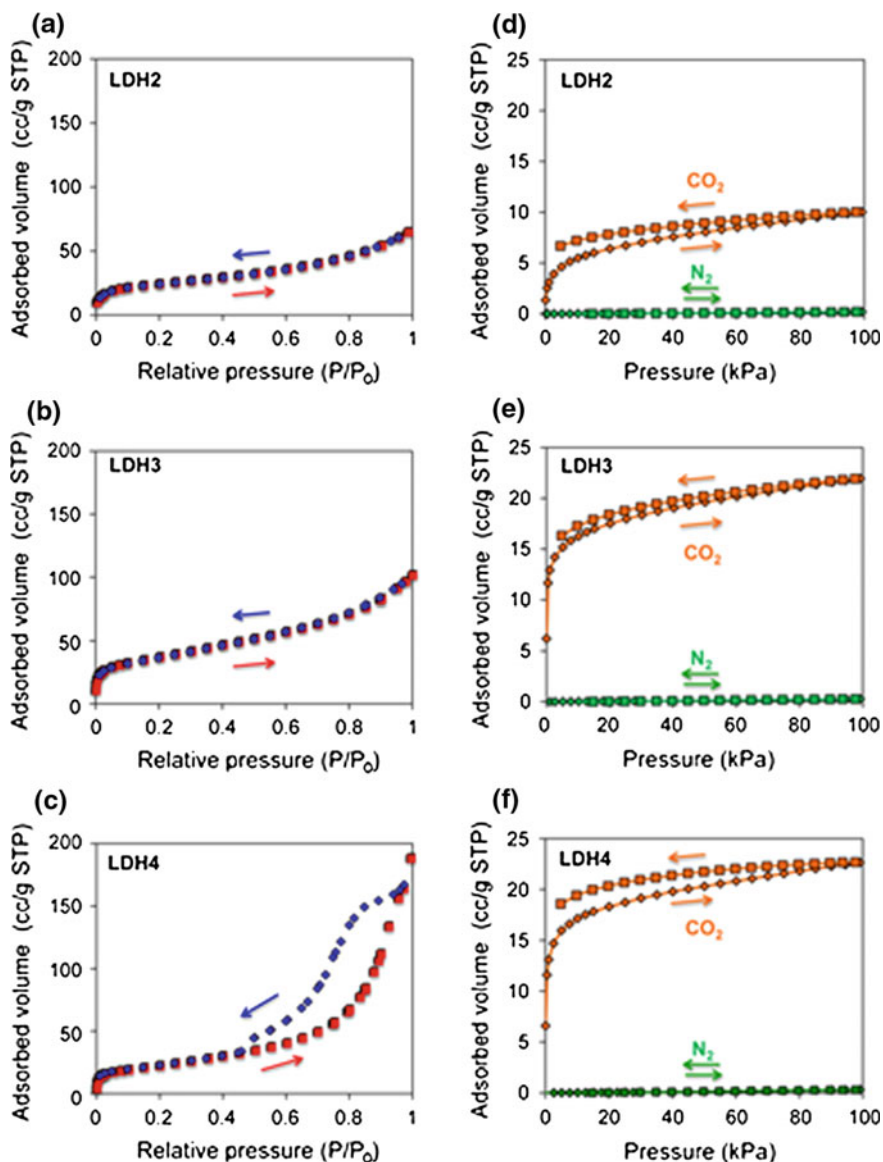 (a)
Adsorbed volume (cc/g STP)
200
150
100
50
0
LDH2
0 0.2 0.4 0.6 0.8 1
Relative pressure (P/P₀)
(d)
Adsorbed volume (cc/g STP)
25
20
15
10
5
0
LDH2
CO₂
N₂
0 20 40 60 80 100
Pressure (kPa)
(b)
Adsorbed volume (cc/g STP)
200
150
100
50
0
LDH3
0 0.2 0.4 0.6 0.8 1
Relative pressure (P/P₀)
(e)
Adsorbed volume (cc/g STP)
25
20
15
10
5
0
LDH3
CO₂
N₂
0 20 40 60 80 100
Pressure (kPa)
(c)
Adsorbed volume (cc/g STP)
200
150
100
50
0
LDH4
0 0.2 0.4 0.6 0.8 1
Relative pressure (P/P₀)
(f)
Adsorbed volume (cc/g STP)
25
20
15
10
5
0
LDH4
CO₂
N₂
0 20 40 60 80 100
Pressure (kPa)